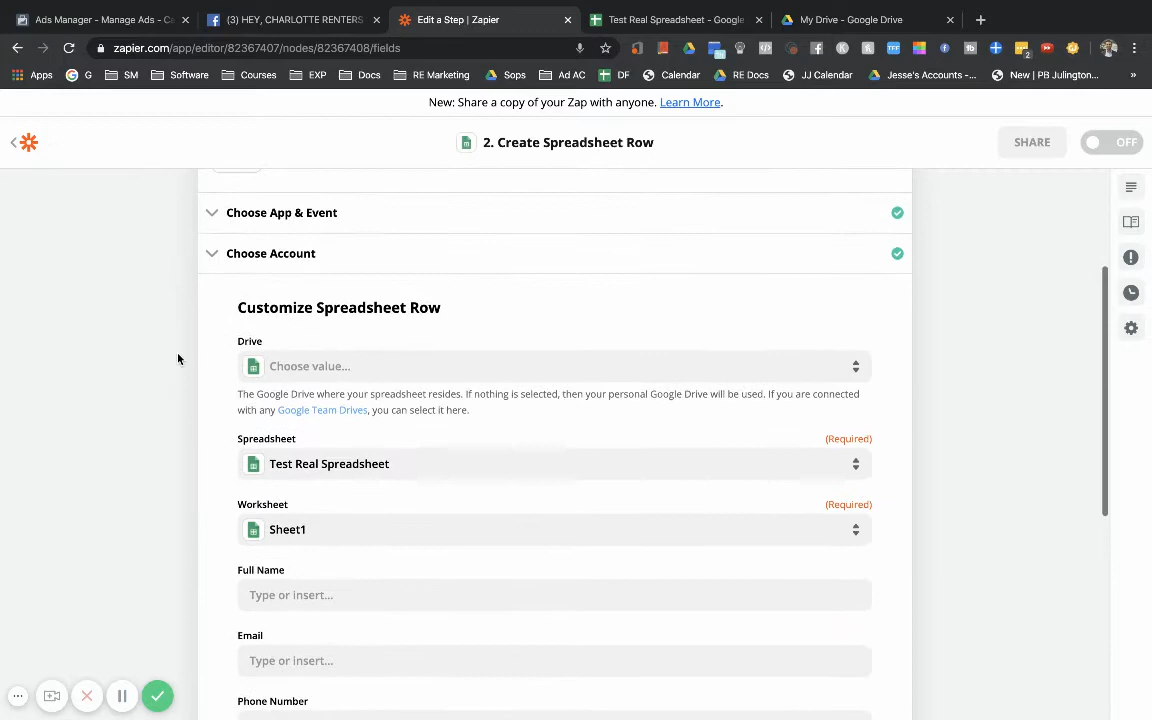 Ads Manager - Manage Ads - Ca
(3) HEY, CHARLOTTE RENTERS
Edit a Step | Zapier
Test Real Spreadsheet - Google
My Drive - Google Drive
zapier.com/app/editor/82367407/nodes/82367408/fields
Apps
G
SM
Software
Courses
EXP
Docs
RE Marketing
Sops
Ad AC
DF
Calendar
RE Docs
JJ Calendar
Jesse's Accounts -...
New | PB Julington...
»
New: Share a copy of your Zap with anyone. Learn More.
2. Create Spreadsheet Row
SHARE
OFF
Choose App & Event
Choose Account
Customize Spreadsheet Row
Drive
Choose value...
The Google Drive where your spreadsheet resides. If nothing is selected, then your personal Google Drive will be used. If you are connected
with any Google Team Drives, you can select it here.
Spreadsheet (Required)
Test Real Spreadsheet
Worksheet (Required)
Sheet1
Full Name
Type or insert...
Email
Type or insert...
Phone Number